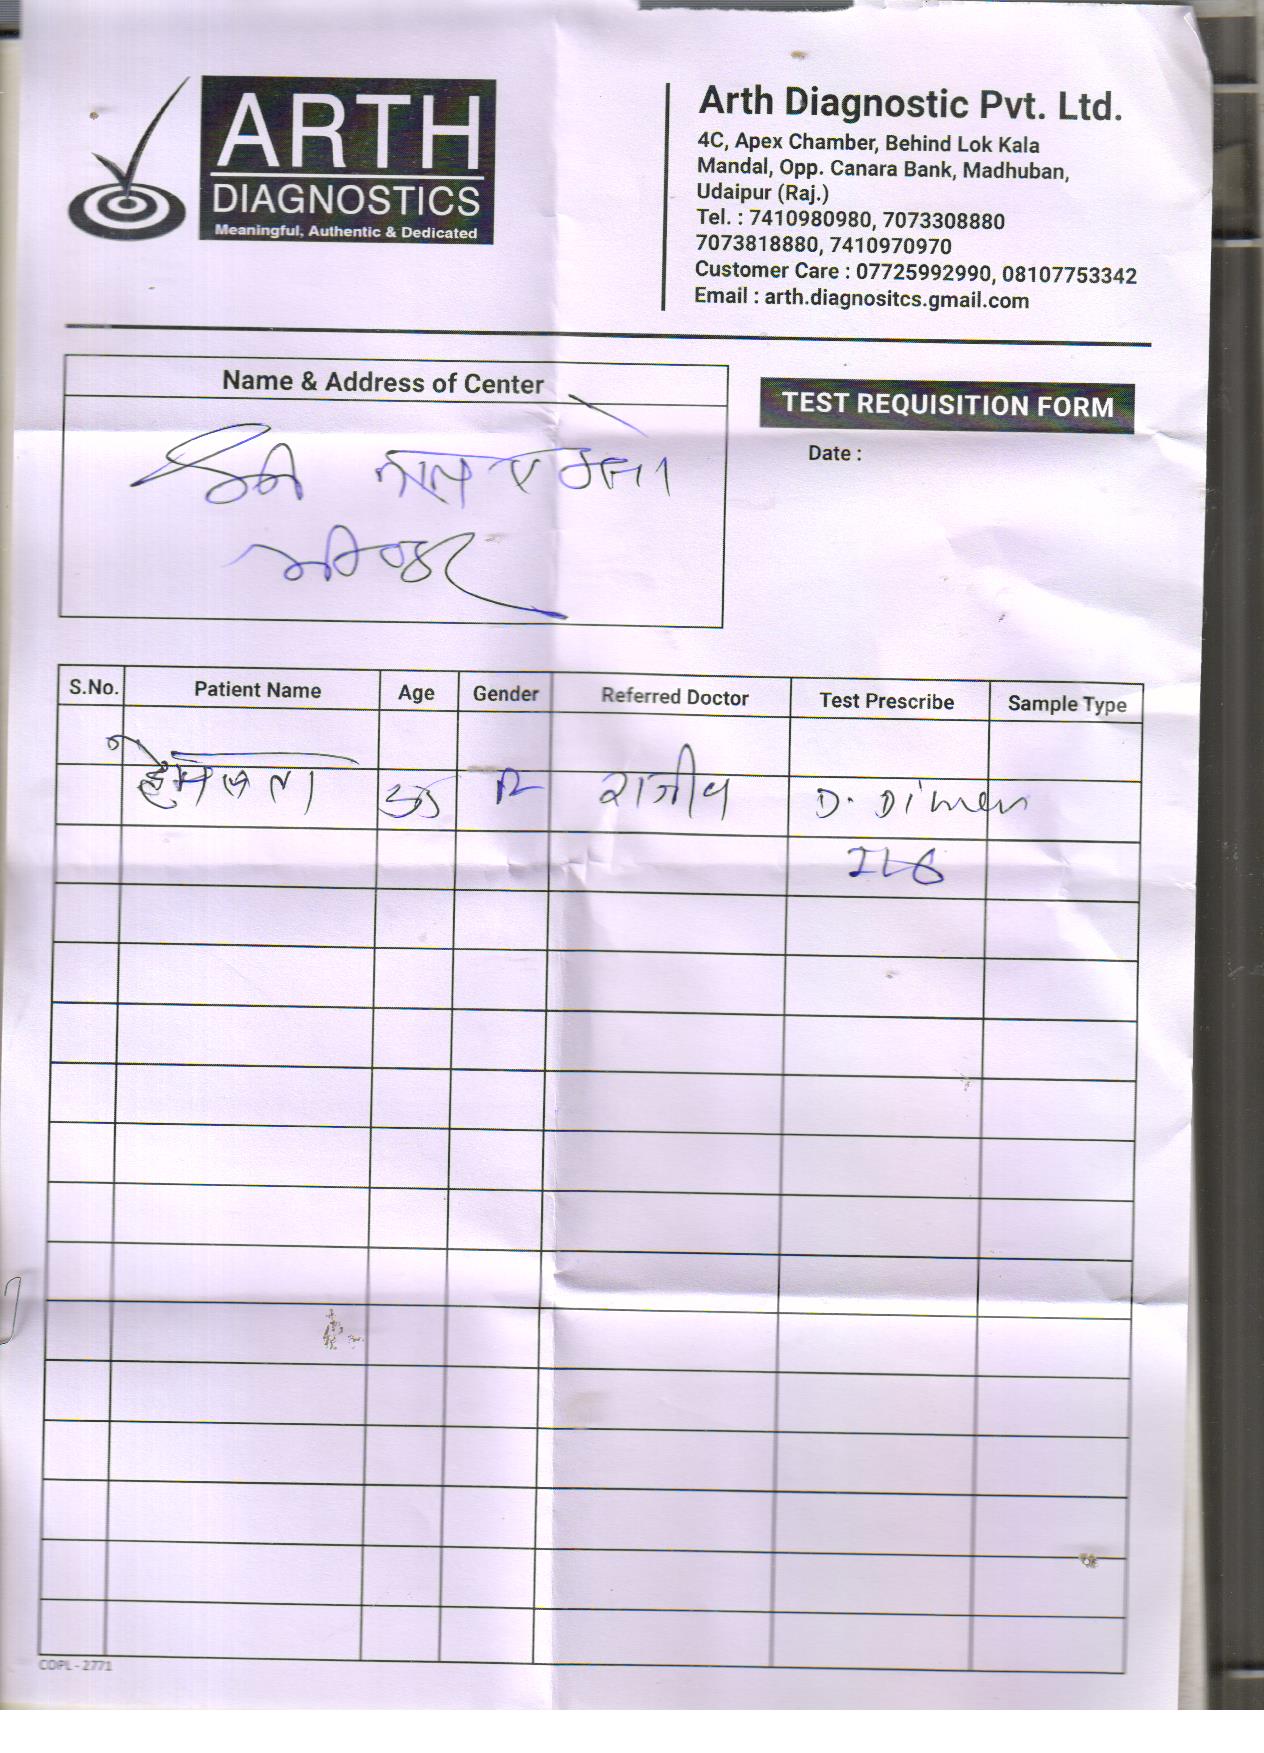 ARTH
DIAGNOSTICS
Meaningful, Authentic & Dedicated
Arth Diagnostic Pvt. Ltd.
4C, Apex Chamber, Behind Lok Kala
Mandal, Opp. Canara Bank, Madhuban,
Udaipur (Raj.)
Tel. : 7410980980, 7073308880
7073818880, 7410970970
Customer Care : 07725992990, 08107753342
Email : arth.diagnositcs.gmail.com
Name & Address of Center
TEST REQUISITION FORM
Date :
S.No. Patient Name Age Gender Referred Doctor Test Prescribe Sample Type
राजीव D. Dimer
IL6
COPL - 2771